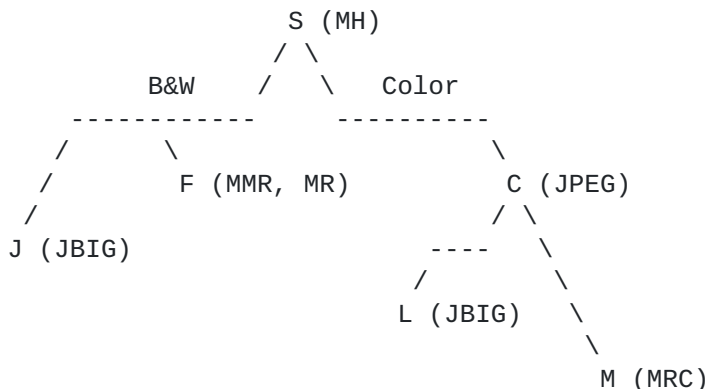 S (MH)
/ \
B&W / \ Color
------------ ----------
/ \ \
/ F (MMR, MR) C (JPEG)
/ / \
J (JBIG) ---- \
/ \
L (JBIG) \
\
M (MRC)